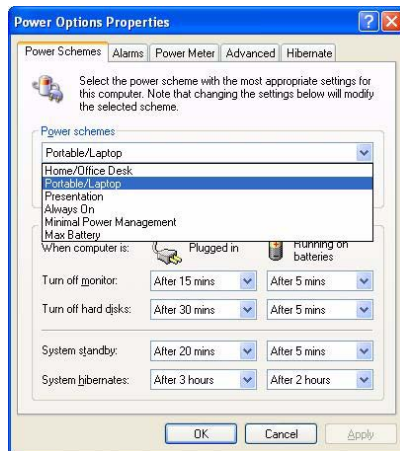 Power Options Properties
Power Schemes Alarms Power Meter Advanced Hibernate
Select the power scheme with the most appropriate settings for
this computer. Note that changing the settings below will modify
the selected scheme.
Power schemes
Portable/Laptop
Home/Office Desk
Portable/Laptop
Presentation
Always On
Minimal Power Management
Max Battery
When computer is: Plugged in Running on
batteries
Turn off monitor: After 15 mins After 5 mins
Turn off hard disks: After 30 mins After 5 mins
System standby: After 20 mins After 5 mins
System hibernates: After 3 hours After 2 hours
OK Cancel Apply